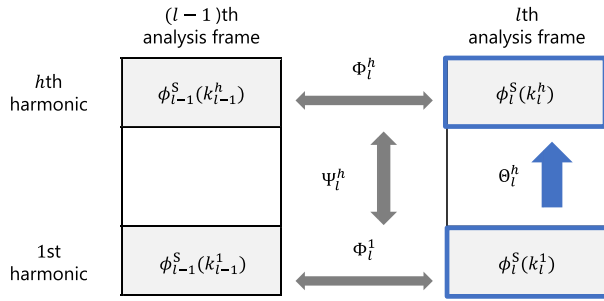 (l − 1)th
analysis frame
lth
analysis frame
hth
harmonic
ϕ^S_{l−1}(k^h_{l−1})
Φ^h_l
ϕ^S_l(k^h_l)
Ψ^h_l
Θ^h_l
1st
harmonic
ϕ^S_{l−1}(k^1_{l−1})
Φ^1_l
ϕ^S_l(k^1_l)